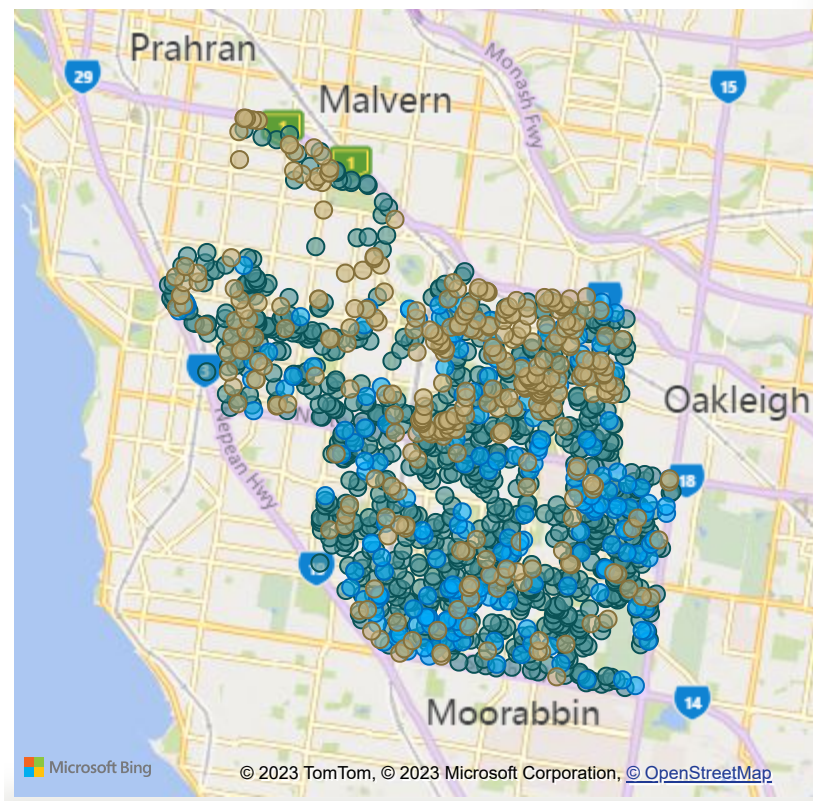 Prahran
29
Monash Fwy
15
Malvern
1
1
3
Oakleigh
N
Nepean Hwy
18
14
Moorabbin
Microsoft Bing
© 2023 TomTom, © 2023 Microsoft Corporation, © OpenStreetMap